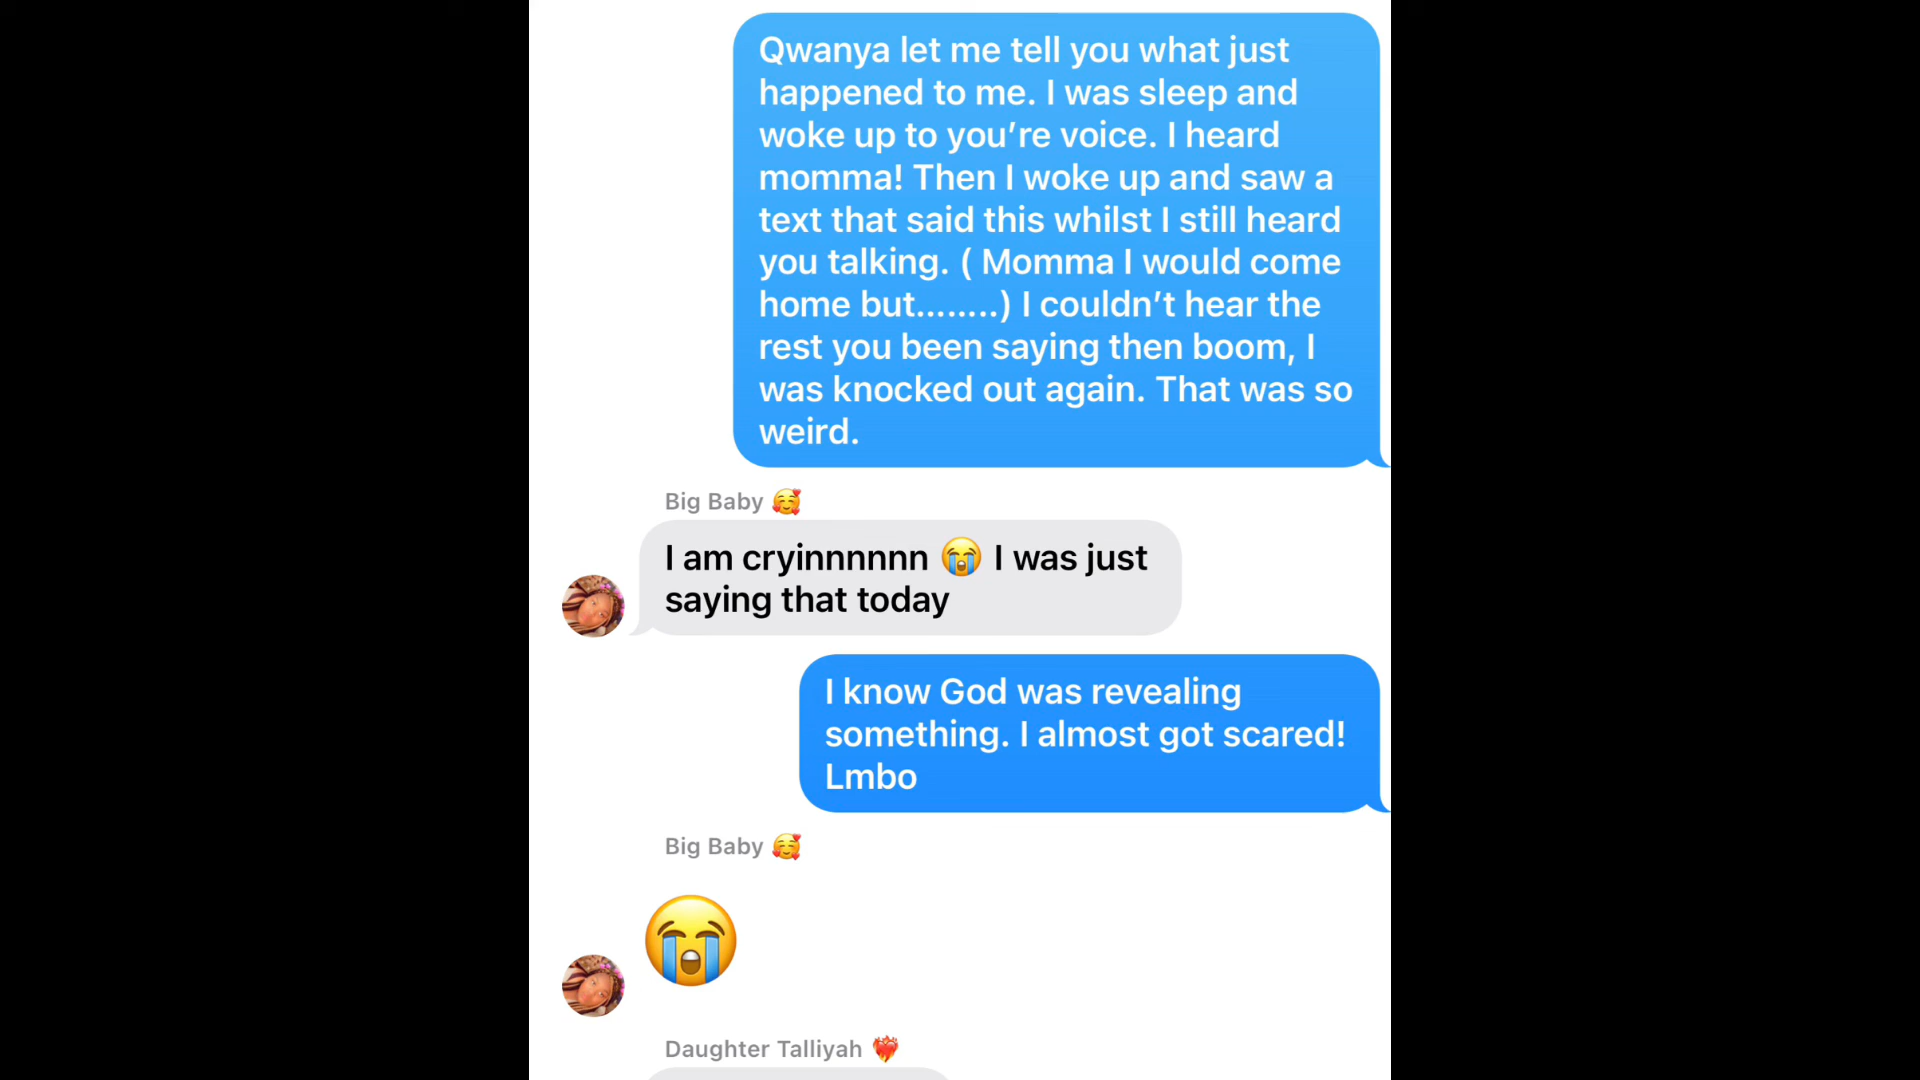 Qwanya let me tell you what just
happened to me. I was sleep and
woke up to you’re voice. I heard
momma! Then I woke up and saw a
text that said this whilst I still heard
you talking. ( Momma I would come
home but........) I couldn’t hear the
rest you been saying then boom, I
was knocked out again. That was so
weird.
Big Baby 🥰
I am cryinnnnnn 😭 I was just
saying that today
I know God was revealing
something. I almost got scared!
Lmbo
Big Baby 🥰
😭
Daughter Talliyah ❤️‍🔥